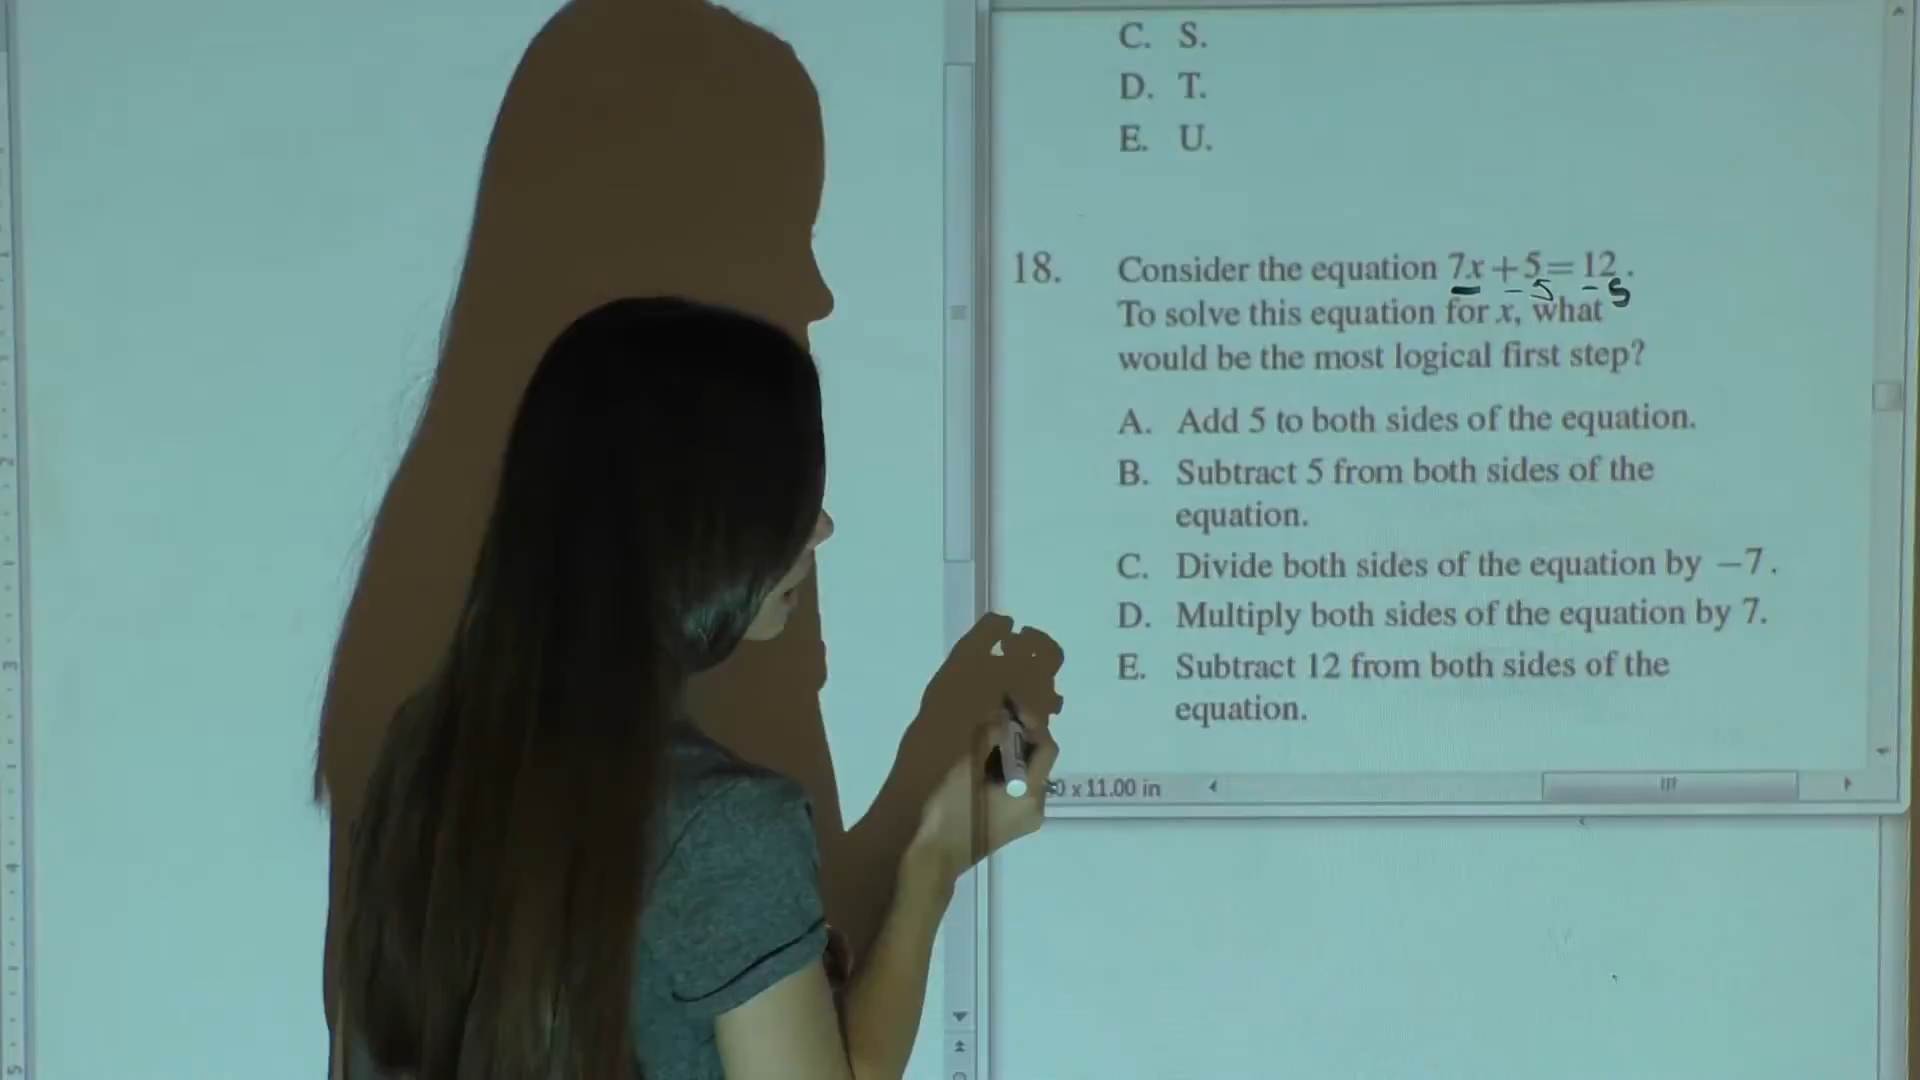 C. S.
D. T.
E. U.
18. Consider the equation 7x + 5 = 12.
- 5 - 5
To solve this equation for x, what
would be the most logical first step?
A. Add 5 to both sides of the equation.
B. Subtract 5 from both sides of the
equation.
C. Divide both sides of the equation by −7.
D. Multiply both sides of the equation by 7.
E. Subtract 12 from both sides of the
equation.
0 x 11.00 in